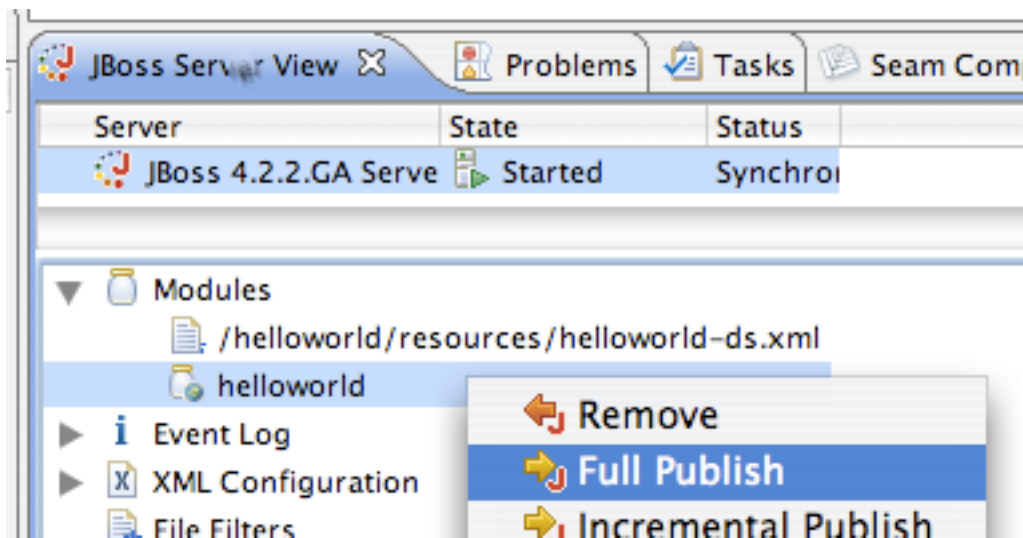 JBoss Server View Problems Tasks Seam Com
Server State Status
JBoss 4.2.2.GA Serve Started Synchro
Modules
/helloworld/resources/helloworld-ds.xml
helloworld
Remove
Event Log
Full Publish
XML Configuration
Incremental Publish
File Filters